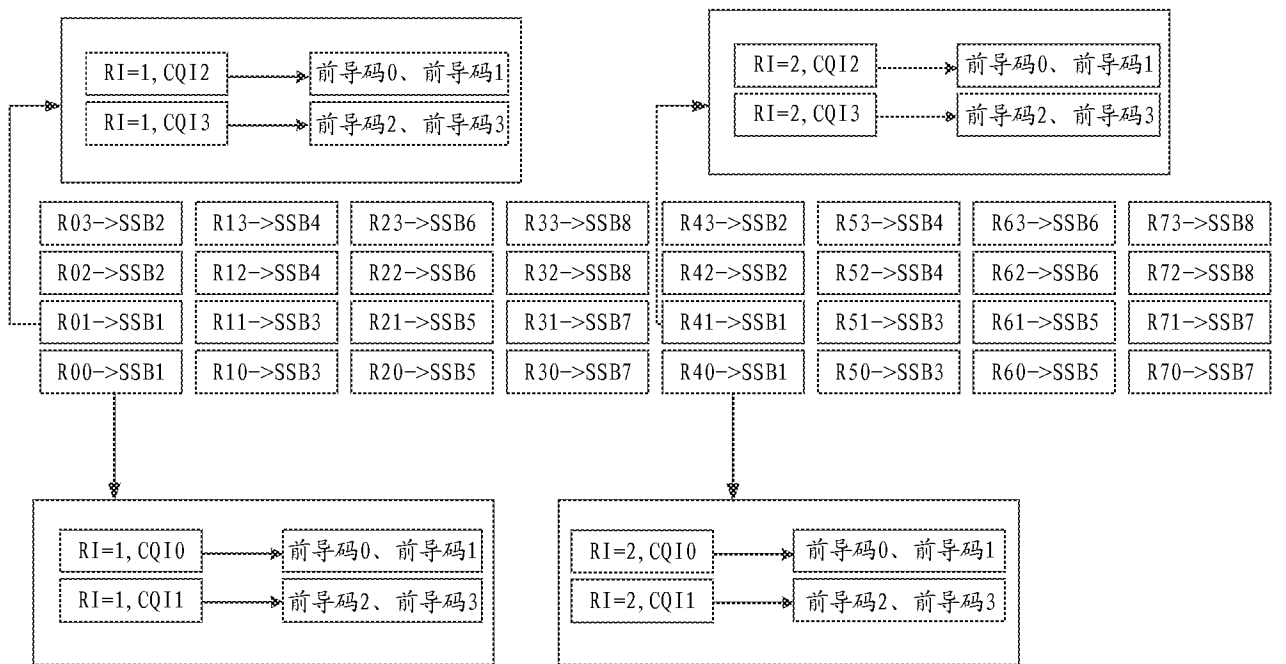 RI=1,CQI2 前导码0、前导码1
RI=1,CQI3 前导码2、前导码3
RI=2,CQI2 前导码0、前导码1
RI=2,CQI3 前导码2、前导码3
R03->SSB2 R13->SSB4 R23->SSB6 R33->SSB8 R43->SSB2 R53->SSB4 R63->SSB6 R73->SSB8
R02->SSB2 R12->SSB4 R22->SSB6 R32->SSB8 R42->SSB2 R52->SSB4 R62->SSB6 R72->SSB8
R01->SSB1 R11->SSB3 R21->SSB5 R31->SSB7 R41->SSB1 R51->SSB3 R61->SSB5 R71->SSB7
R00->SSB1 R10->SSB3 R20->SSB5 R30->SSB7 R40->SSB1 R50->SSB3 R60->SSB5 R70->SSB7
RI=1,CQI0 前导码0、前导码1
RI=1,CQI1 前导码2、前导码3
RI=2,CQI0 前导码0、前导码1
RI=2,CQI1 前导码2、前导码3